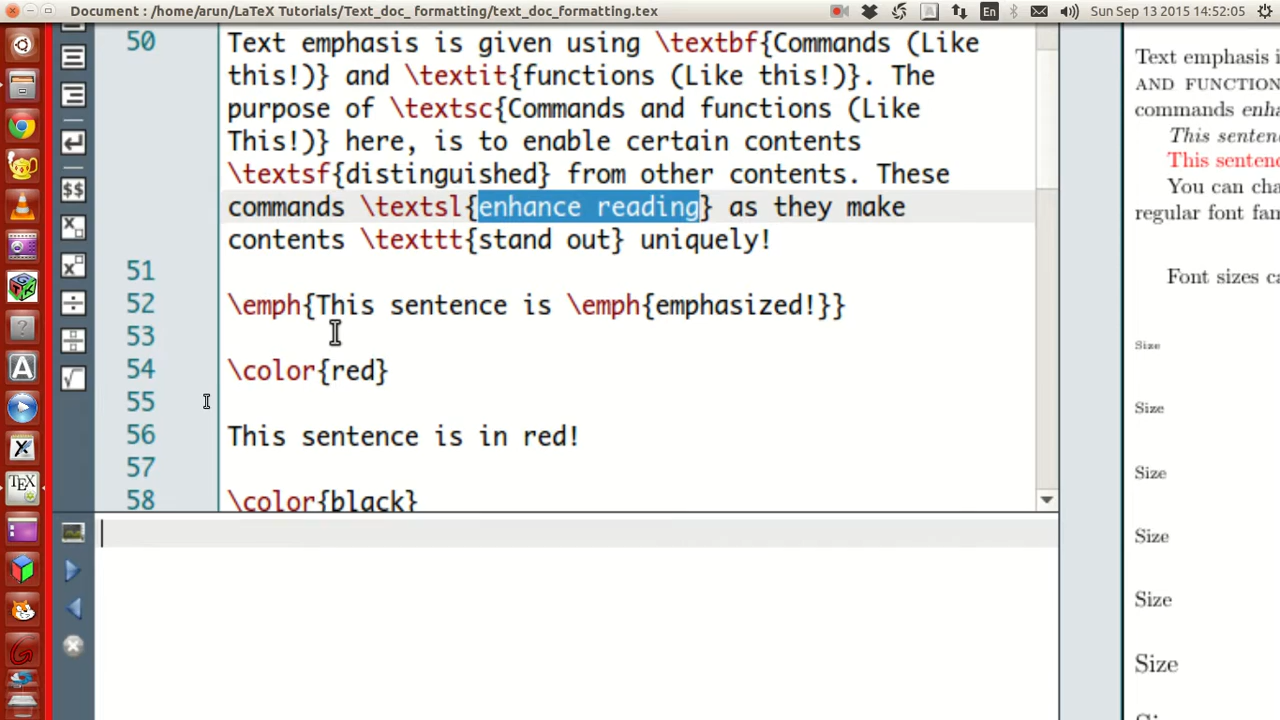 Document : /home/arun/LaTeX Tutorials/Text_doc_ formatting/text_doc_formatting.tex
En
Sun Sep 13 2015 14:52:05
50 Text emphasis is given using \textbf{Commands (Like
this!)} and \textit{functions (Like this!)}. The
purpose of \textsc{Commands and functions (Like
This!)} here, is to enable certain contents
\textsf{distinguished} from other contents. These
commands \textsl{enhance reading} as they make
contents \texttt{stand out} uniquely!
51
52 \emph{This sentence is \emph{emphasized!}}
53
54 \color{red}
55
56 This sentence is in red!
57
58 \color{black}
$$
TEX
Text emphasis i
AND FUNCTION
commands enha
This sentenc
This sentenc
You can cha
regular font fam
Font sizes ca
Size
Size
Size
Size
Size
Size